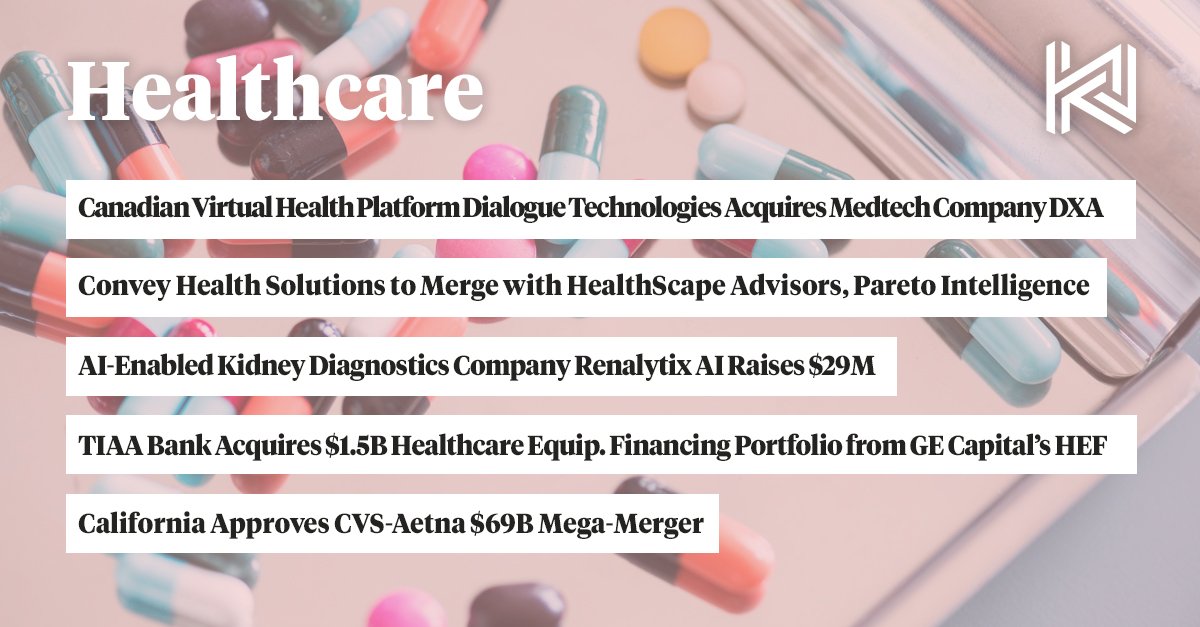 Healthcare
Canadian Virtual Health Platform Dialogue Technologies Acquires Medtech Company DXA
Convey Health Solutions to Merge with HealthScape Advisors, Pareto Intelligence
AI-Enabled Kidney Diagnostics Company Renalytix AI Raises $29M
TIAA Bank Acquires $1.5B Healthcare Equip. Financing Portfolio from GE Capital’s HEF
California Approves CVS-Aetna $69B Mega-Merger